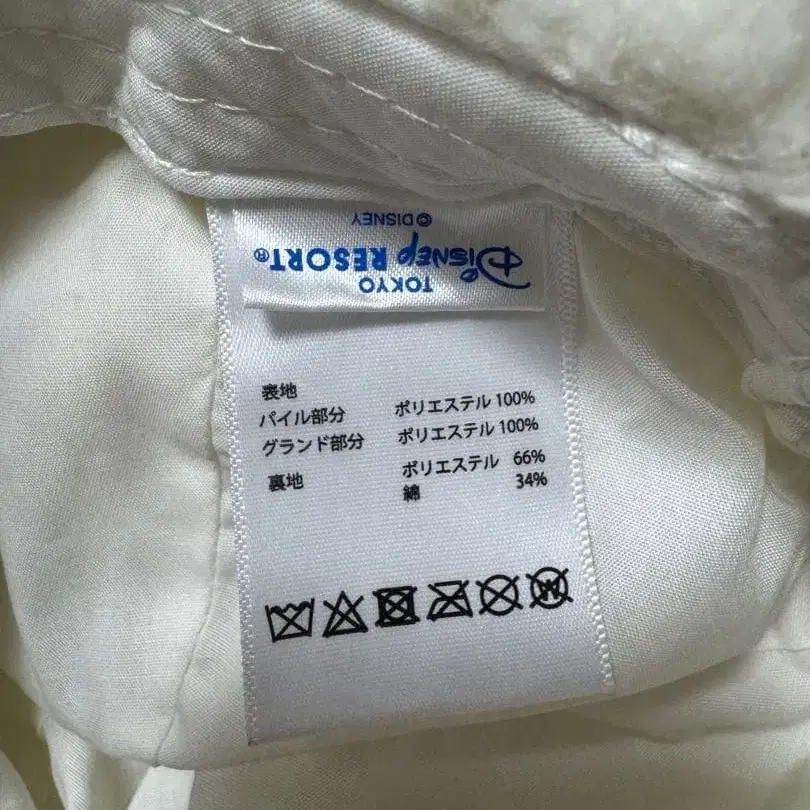 © DISNEY
Disney RESORT®
TOKYO
表地
パイル部分 ポリエステル 100%
グランド部分 ポリエステル 100%
裏地 ポリエステル 66%
綿 34%
W